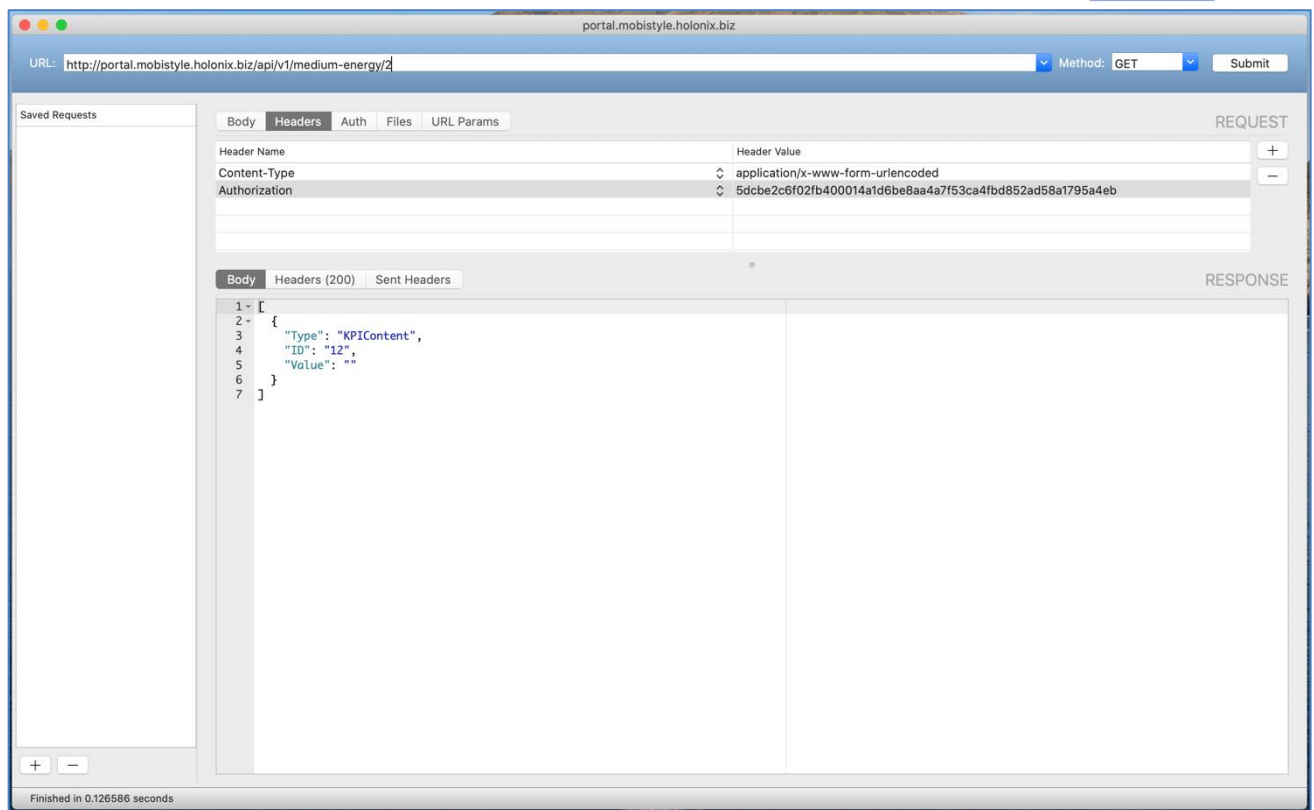 portal.mobistyle.holonix.biz
URL: http://portal.mobistyle.holonix.biz/api/v1/medium-energy/2 Method: GET Submit
Saved Requests
Body Headers Auth Files URL Params REQUEST
Header Name Header Value +
Content-Type application/x-www-form-urlencoded −
Authorization 5dcbe2c6f02fb400014a1d6be8aa4a7f53ca4fbd852ad58a1795a4eb
Body Headers (200) Sent Headers RESPONSE
1 [
2 {
3 "Type": "KPIContent",
4 "ID": "12",
5 "Value": ""
6 }
7 ]
+ −
Finished in 0.126586 seconds